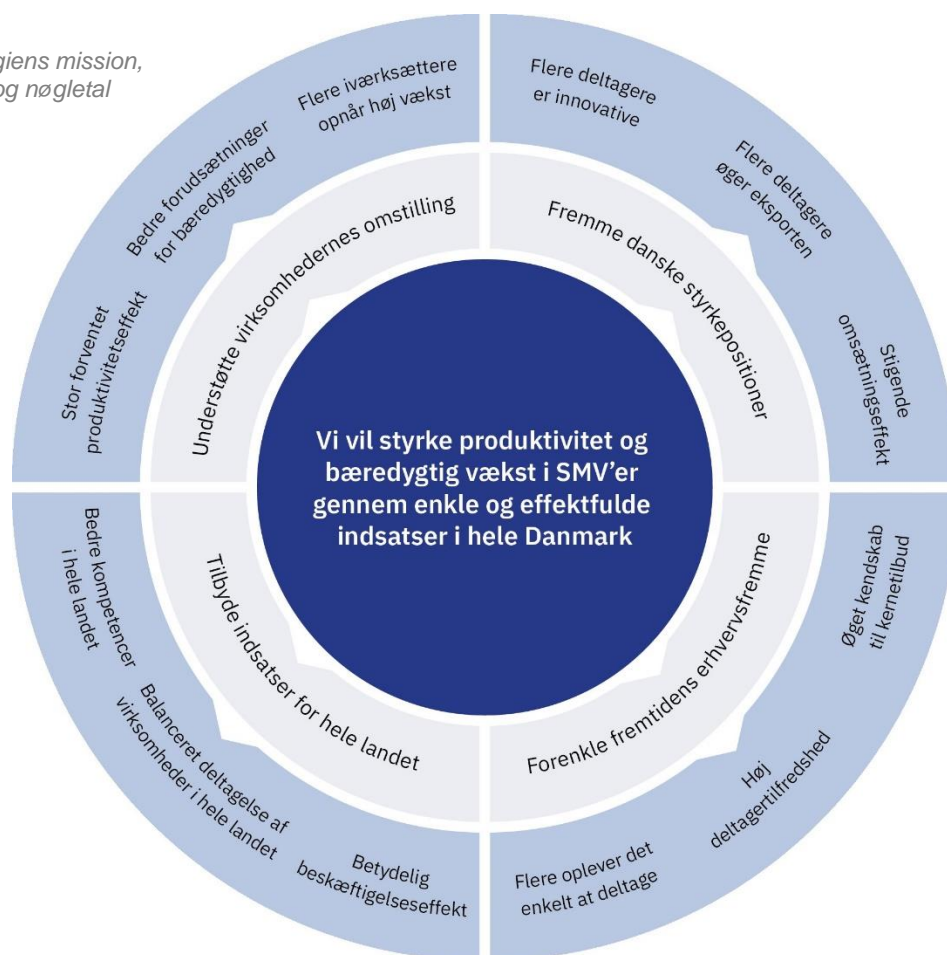 giens mission,
og nøgletal
Flere iværksættere
opnår høj vækst
Bedre forudsætninger
for bæredygtighed
Stor forventet
produktivitetseffekt
Understøtte virksomhedernes omstilling
Flere deltagere
er innovative
Flere deltagere
øger eksporten
Stigende
omsætningseffekt
Fremme danske styrkepositioner
Vi vil styrke produktivitet og
bæredygtig vækst i SMV’er
gennem enkle og effektfulde
indsatser i hele Danmark
Bedre kompetencer
i hele landet
Balanceret deltagelse af
virksomheder i hele landet
Betydelig
beskæftigelseseffekt
Tilbyde indsatser for hele landet
Øget kendskab
til kernetilbud
Høj
deltagertilfredshed
Flere oplever det
enkelt at deltage
Forenkle fremtidens erhvervsfremme